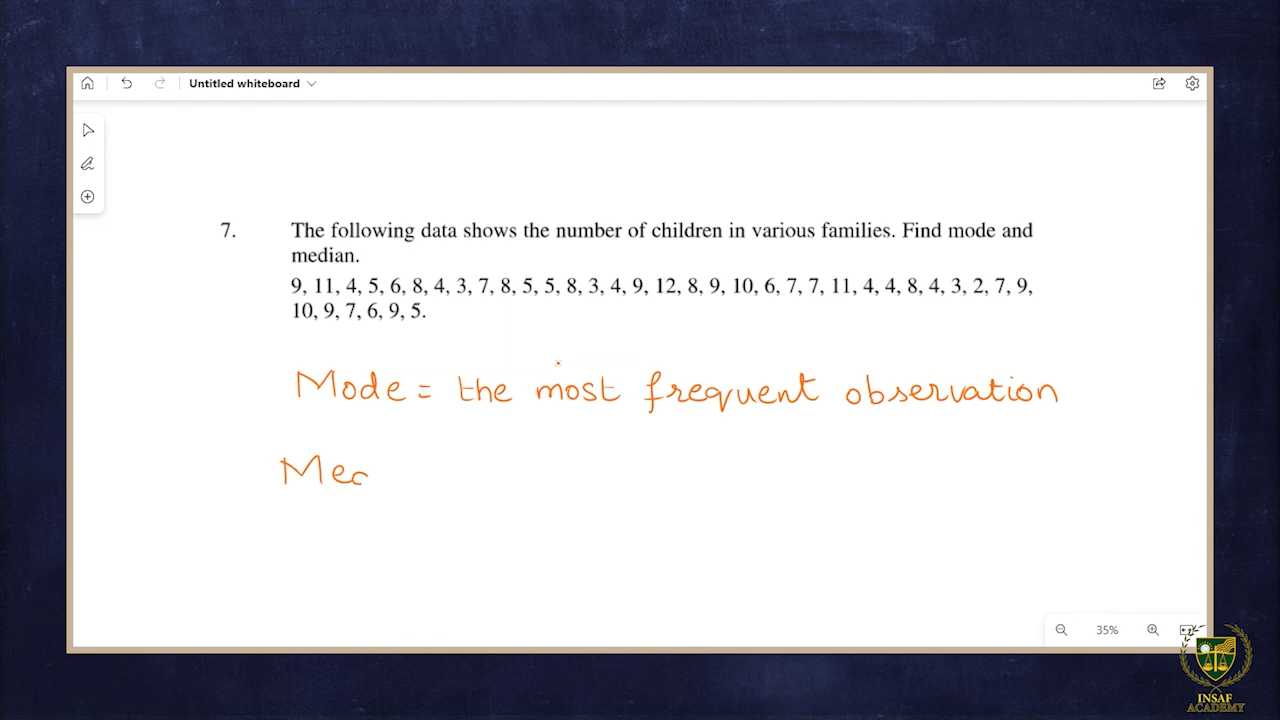 Untitled whiteboard
7. The following data shows the number of children in various families. Find mode and
median.
9, 11, 4, 5, 6, 8, 4, 3, 7, 8, 5, 5, 8, 3, 4, 9, 12, 8, 9, 10, 6, 7, 7, 11, 4, 4, 8, 4, 3, 2, 7, 9,
10, 9, 7, 6, 9, 5.
Mode = the most frequent observation
Mec
35%
INSAF
ACADEMY